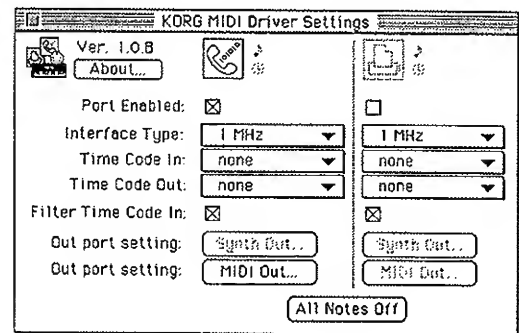 KORG MIDI Driver Settings
Ver. 1.0.B
About...
Port Enabled:
Interface Type: 1 MHz 1 MHz
Time Code In: none none
Time Code Out: none none
Filter Time Code In:
Out port setting: Synth Out.. Synth Out..
Out port setting: MIDI Out... MIDI Out..
All Notes Off